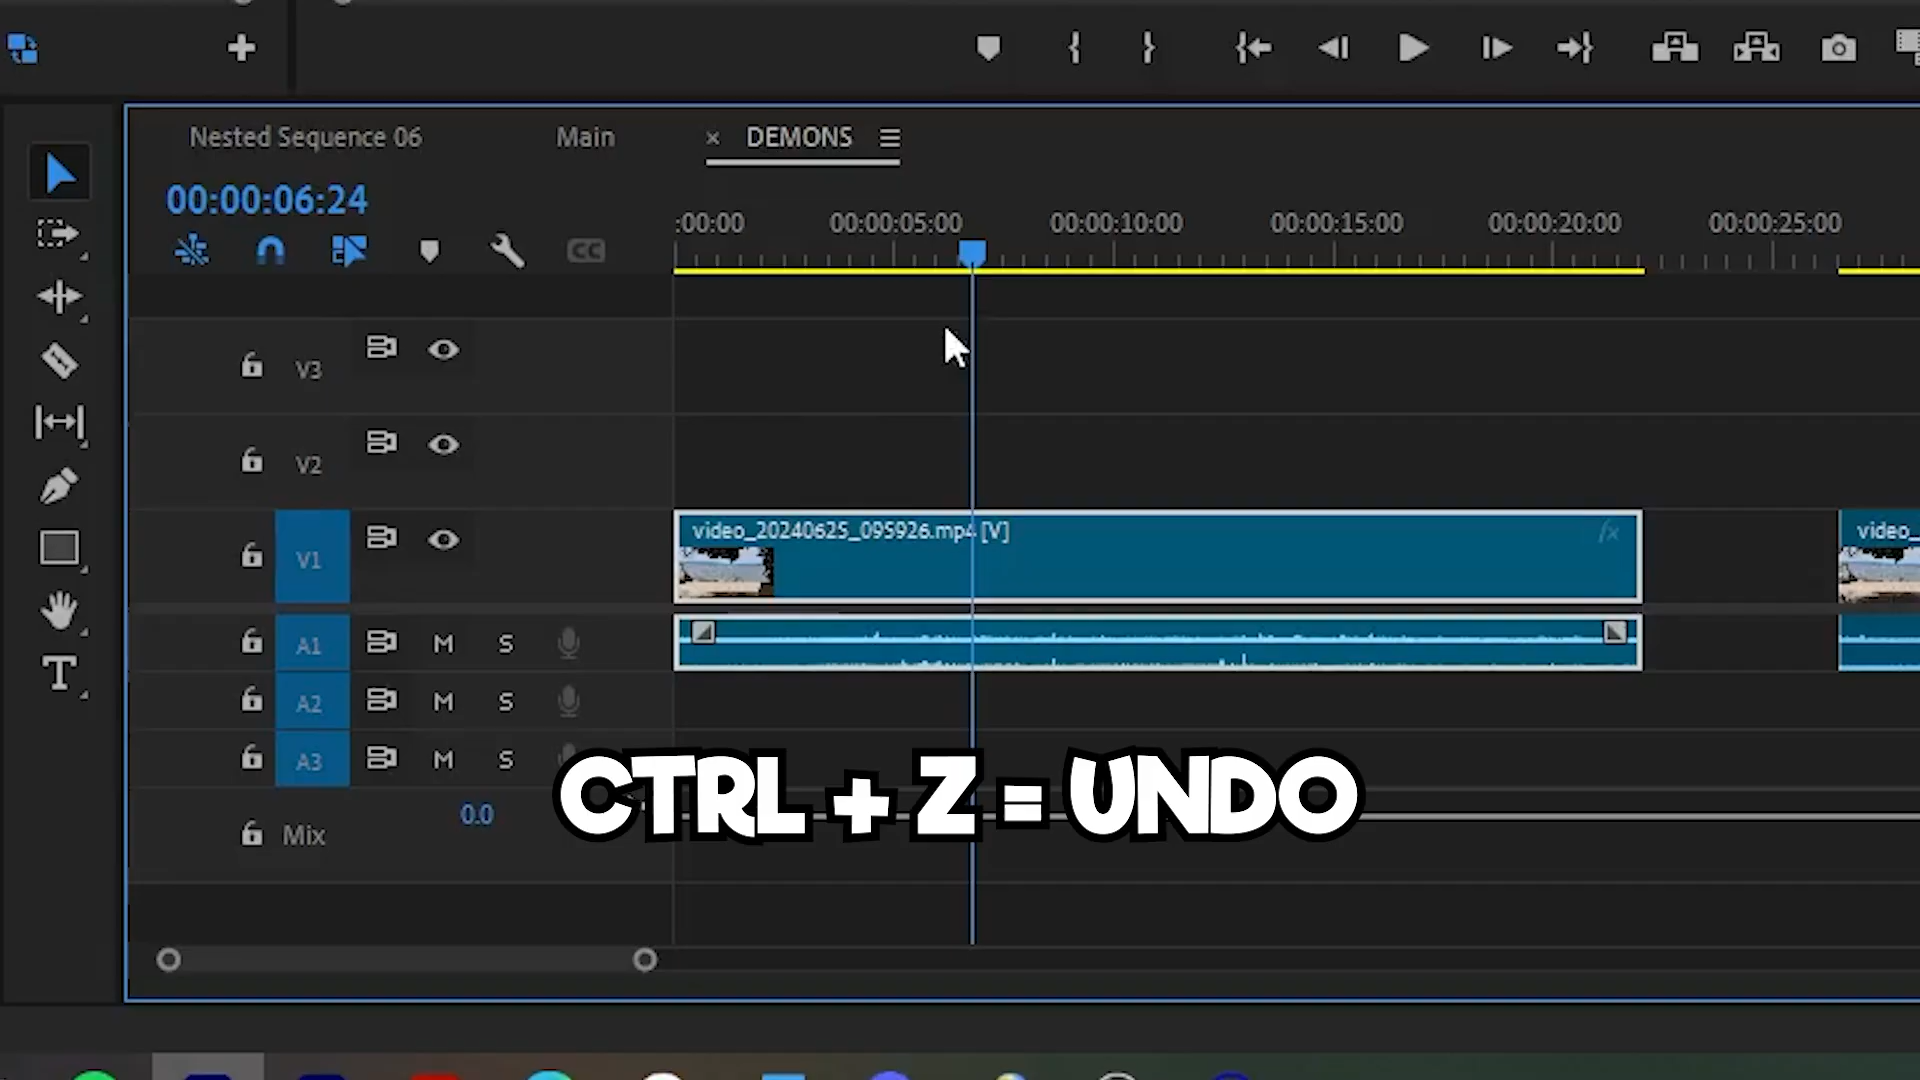 Nested Sequence 06 Main × DEMONS
00:00:06:24
:00:00 00:00:05:00 00:00:10:00 00:00:15:00 00:00:20:00 00:00:25:00
CC
V3
V2
video_20240625_095926.mp4 [V] fx video_
V1
A1 M S
A2 M S
A3 M S
CTRL + Z = UNDO
0.0
Mix